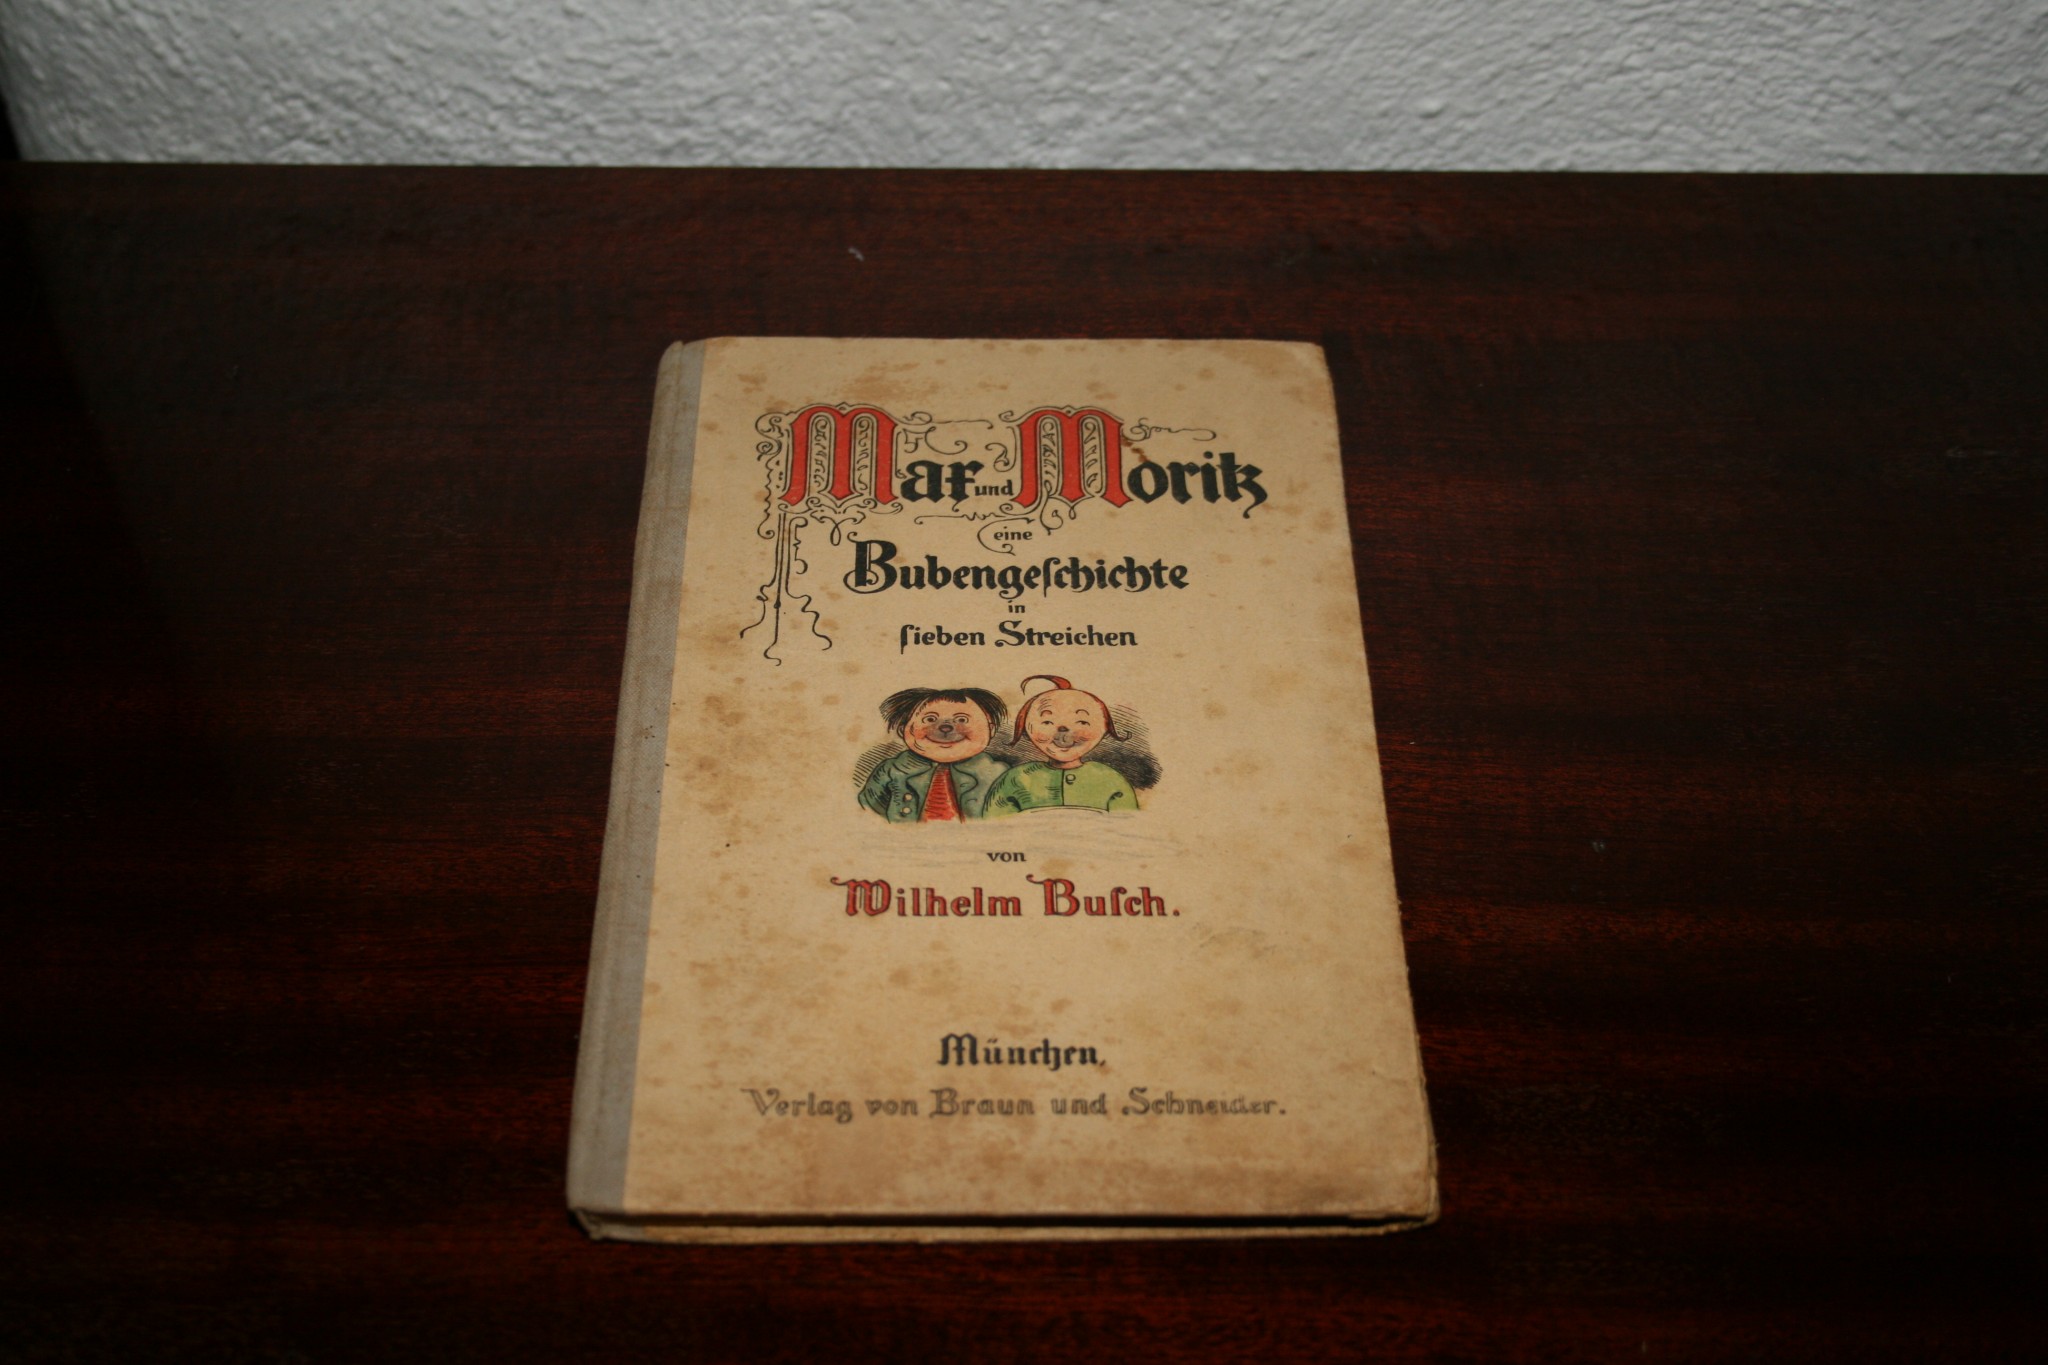 Max und Moritz
eine
Bubengeſchichte
in
ſieben Streichen
von
Wilhelm Buſch.
München.
Verlag von Braun und Schneider.